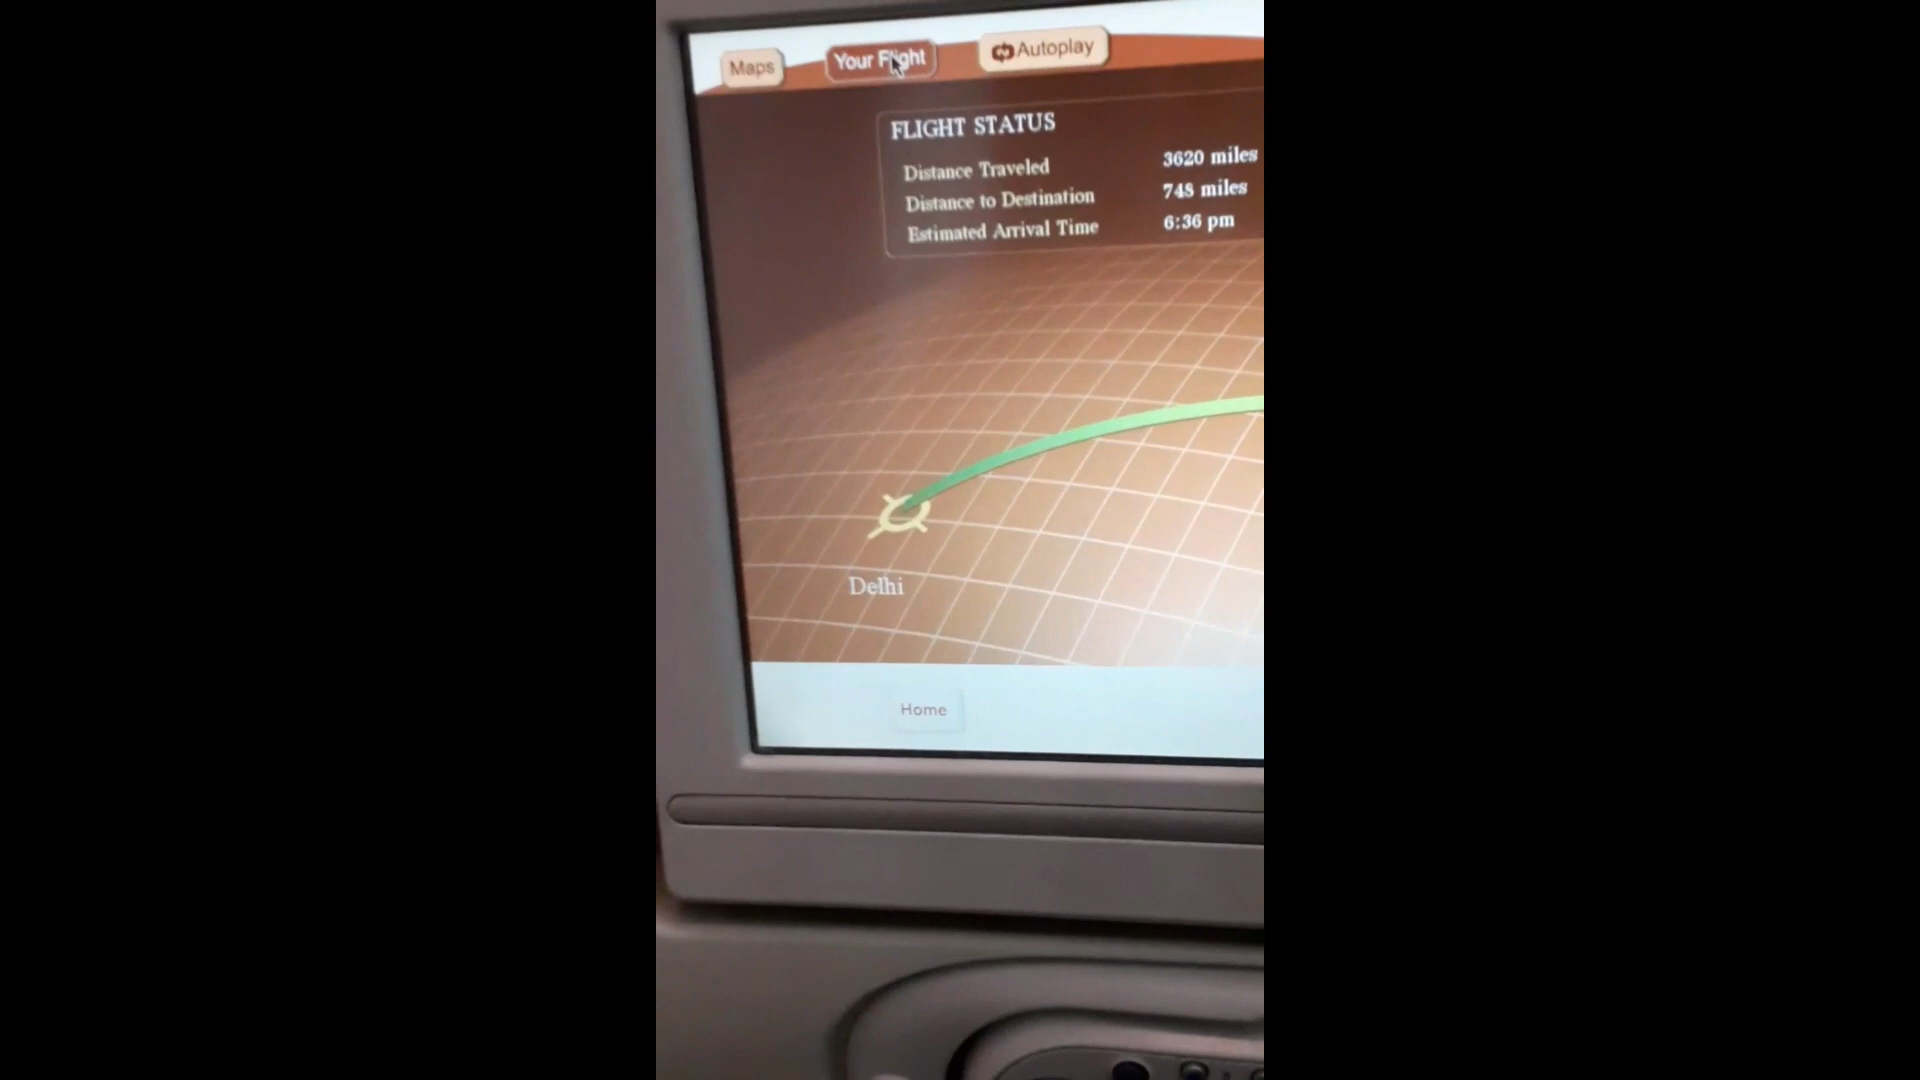 Maps
Your Flight
Autoplay
FLIGHT STATUS
Distance Traveled 3620 miles
Distance to Destination 748 miles
Estimated Arrival Time 6:36 pm
Delhi
Home